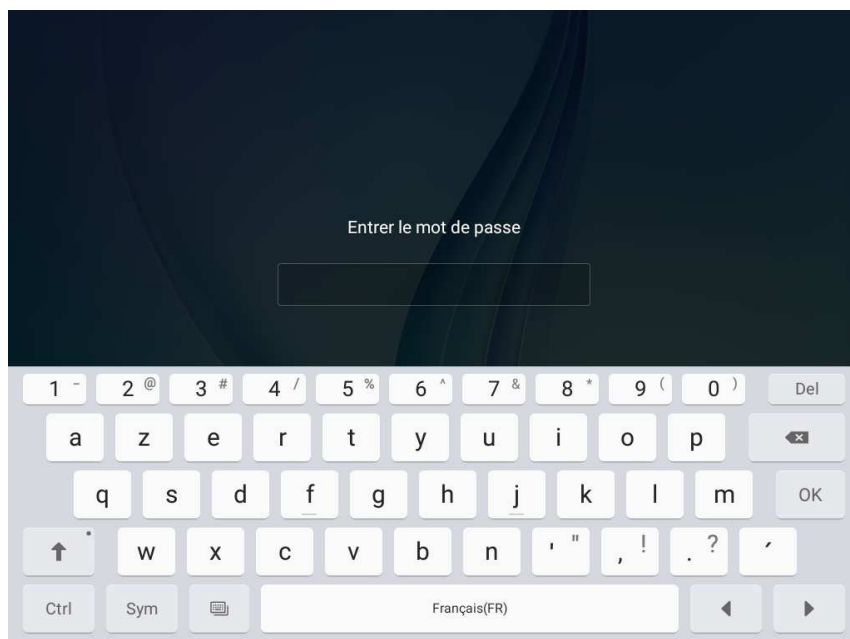 Entrer le mot de passe
1 - 2 @ 3 # 4 / 5 % 6 ^ 7 & 8 * 9 ( 0 ) Del
a z e r t y u i o p
q s d f g h j k l m OK
w x c v b n ' " , ! . ? ´
Ctrl Sym Français(FR)